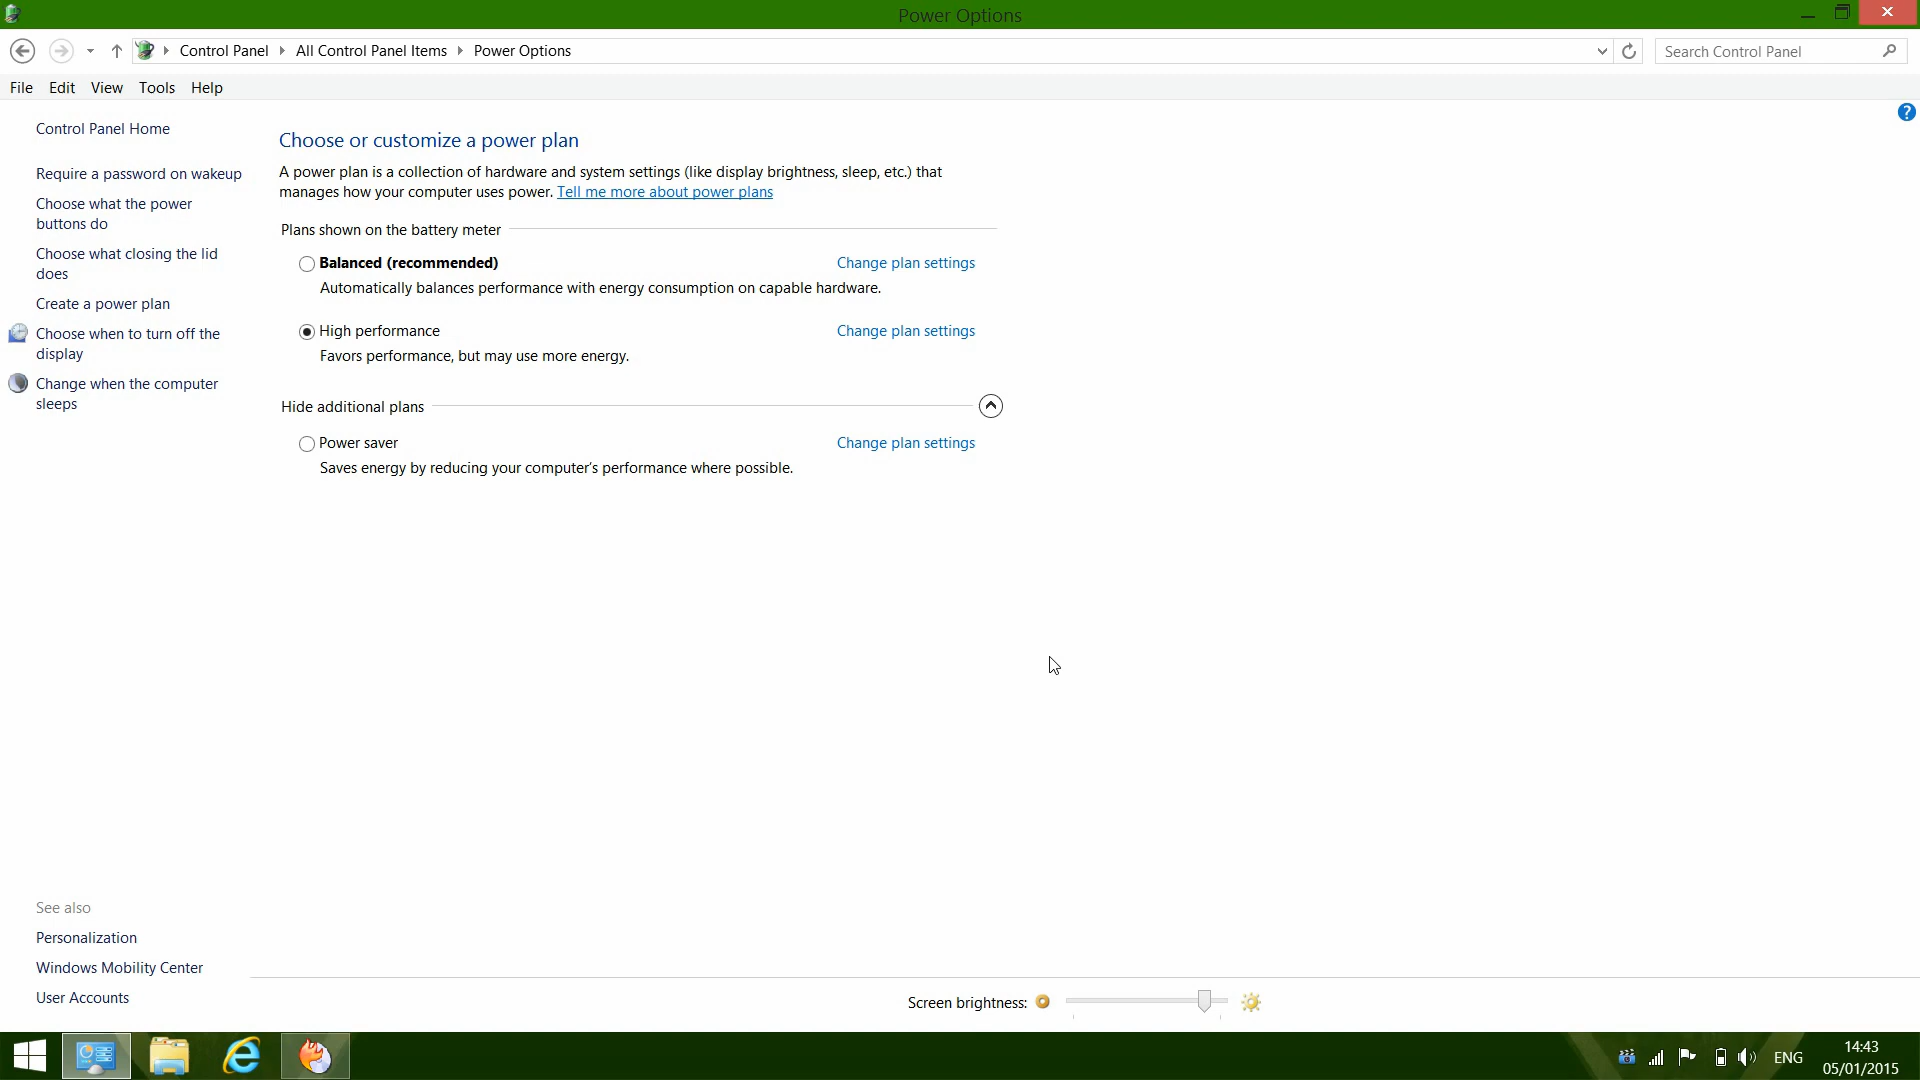 Power Options
Control Panel All Control Panel Items Power Options
Search Control Panel
File Edit View Tools Help
Control Panel Home
Require a password on wakeup
Choose what the power
buttons do
Choose what closing the lid
does
Create a power plan
Choose when to turn off the
display
Change when the computer
sleeps
Choose or customize a power plan
A power plan is a collection of hardware and system settings (like display brightness, sleep, etc.) that
manages how your computer uses power. Tell me more about power plans
Plans shown on the battery meter
Balanced (recommended) Change plan settings
Automatically balances performance with energy consumption on capable hardware.
High performance Change plan settings
Favors performance, but may use more energy.
Hide additional plans
Power saver Change plan settings
Saves energy by reducing your computer's performance where possible.
See also
Personalization
Windows Mobility Center
User Accounts
Screen brightness:
ENG
14:43
05/01/2015